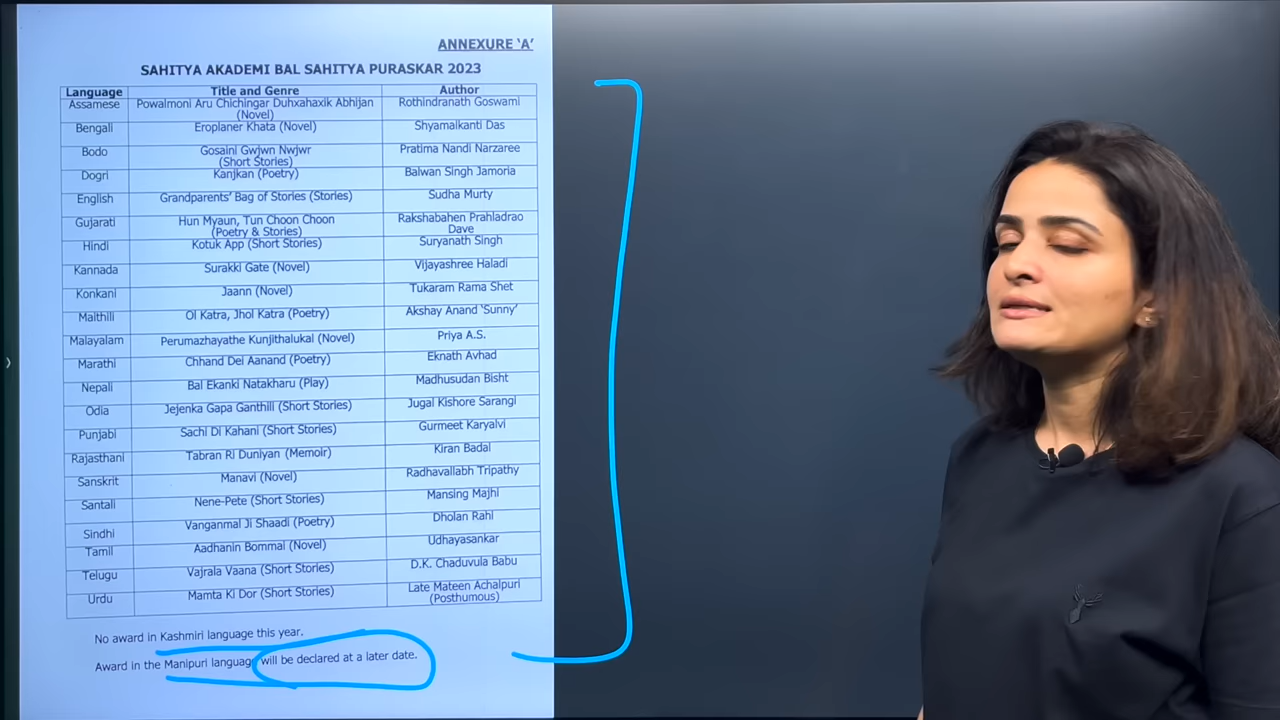 ANNEXURE ‘A’
SAHITYA AKADEMI BAL SAHITYA PURASKAR 2023
Language Title and Genre Author
Assamese Powalmoni Aru Chichingar Duhxahaxik Abhijan (Novel) Rothindranath Goswami
Bengali Eroplaner Khata (Novel) Shyamalkanti Das
Bodo Gosaini Gwjwn Nwjwr (Short Stories) Pratima Nandi Narzaree
Dogri Kanjkan (Poetry) Balwan Singh Jamoria
English Grandparents’ Bag of Stories (Stories) Sudha Murty
Gujarati Hun Myaun, Tun Choon Choon (Poetry & Stories) Rakshabahen Prahladrao Dave
Hindi Kotuk App (Short Stories) Suryanath Singh
Kannada Surakki Gate (Novel) Vijayashree Haladi
Konkani Jaann (Novel) Tukaram Rama Shet
Maithili Ol Katra, Jhol Katra (Poetry) Akshay Anand ‘Sunny’
Malayalam Perumazhayathe Kunjithalukal (Novel) Priya A.S.
Marathi Chhand Dei Aanand (Poetry) Eknath Avhad
Nepali Bal Ekanki Natakharu (Play) Madhusudan Bisht
Odia Jejenka Gapa Ganthili (Short Stories) Jugal Kishore Sarangi
Punjabi Sachi Di Kahani (Short Stories) Gurmeet Karyalvi
Rajasthani Tabran Ri Duniyan (Memoir) Kiran Badal
Sanskrit Manavi (Novel) Radhavallabh Tripathy
Santali Nene-Pete (Short Stories) Mansing Majhi
Sindhi Vanganmal Ji Shaadi (Poetry) Dholan Rahi
Tamil Aadhanin Bommai (Novel) Udhayasankar
Telugu Vajrala Vaana (Short Stories) D.K. Chaduvula Babu
Urdu Mamta Ki Dor (Short Stories) Late Mateen Achalpuri (Posthumous)
No award in Kashmiri language this year.
Award in the Manipuri language will be declared at a later date.